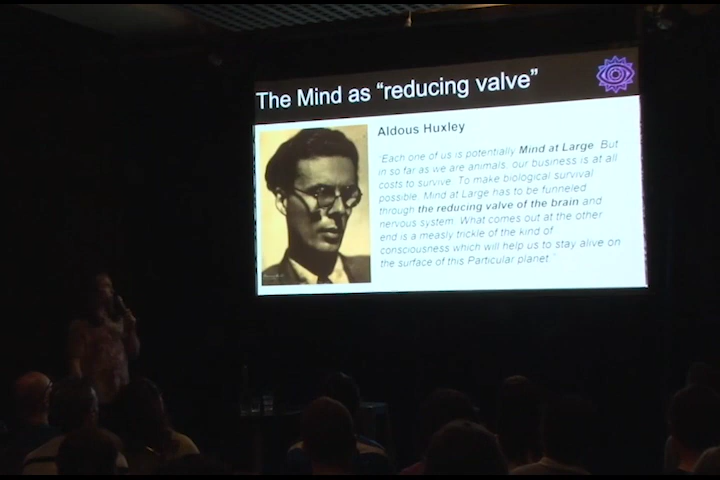 The Mind as “reducing valve”
Aldous Huxley
“Each one of us is potentially Mind at Large. But
in so far as we are animals, our business is at all
costs to survive. To make biological survival
possible, Mind at Large has to be funneled
through the reducing valve of the brain and
nervous system. What comes out at the other
end is a measly trickle of the kind of
consciousness which will help us to stay alive on
the surface of this Particular planet.”